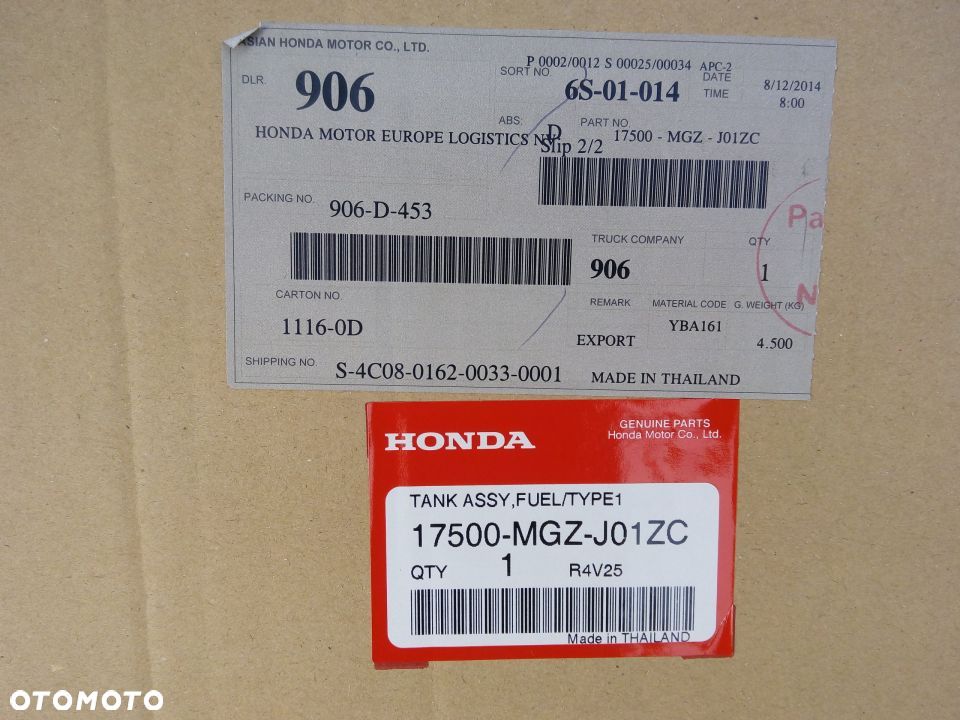 ASIAN HONDA MOTOR CO., LTD.
P 0002/0012 S 00025/00034 APC-2
DLR. 906
SORT NO. 6S-01-014
DATE 8/12/2014
TIME 8:00
HONDA MOTOR EUROPE LOGISTICS NV.
ABS: D
PART NO. 17500 - MGZ - J01ZC
Slip 2/2
PACKING NO. 906-D-453
TRUCK COMPANY 906
QTY 1
Pa
N
CARTON NO. 1116-0D
REMARK EXPORT
MATERIAL CODE YBA161
G. WEIGHT (KG) 4.500
SHIPPING NO. S-4C08-0162-0033-0001
MADE IN THAILAND
HONDA
GENUINE PARTS
Honda Motor Co., Ltd.
TANK ASSY,FUEL/TYPE1
17500-MGZ-J01ZC
QTY 1 R4V25
Made in THAILAND
OTOMOTO